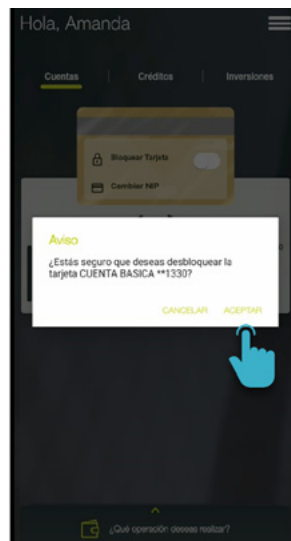 Hola, Amanda
Cuentas | Créditos | Inversiones
Bloquear Tarjeta
Cambiar NIP
Aviso
¿Estás seguro que deseas desbloquear la
tarjeta CUENTA BASICA **1330?
CANCELAR ACEPTAR
¿Qué operación deseas realizar?